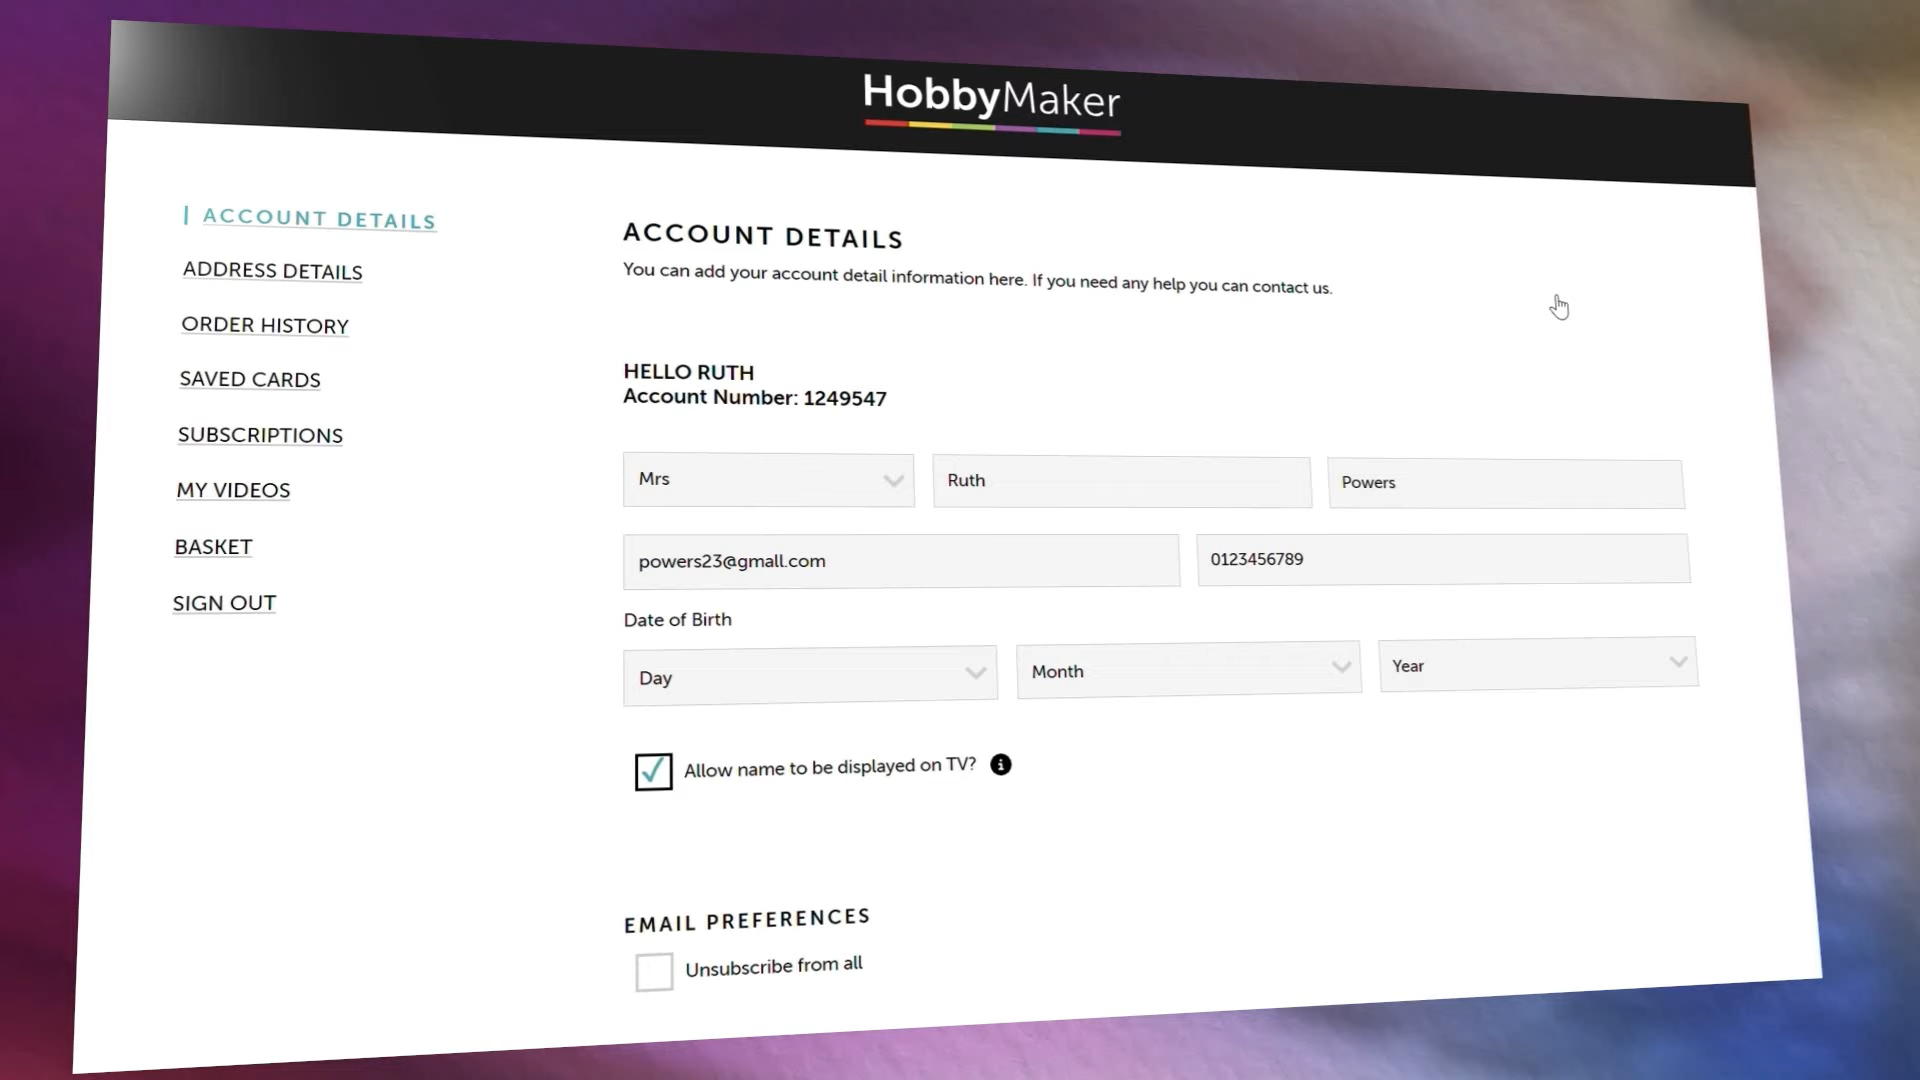 HobbyMaker
ACCOUNT DETAILS
ADDRESS DETAILS
ORDER HISTORY
SAVED CARDS
SUBSCRIPTIONS
MY VIDEOS
BASKET
SIGN OUT
ACCOUNT DETAILS
You can add your account detail information here. If you need any help you can contact us.
HELLO RUTH
Account Number: 1249547
Mrs Ruth Powers
powers23@gmall.com 0123456789
Date of Birth
Day Month Year
Allow name to be displayed on TV? i
EMAIL PREFERENCES
Unsubscribe from all